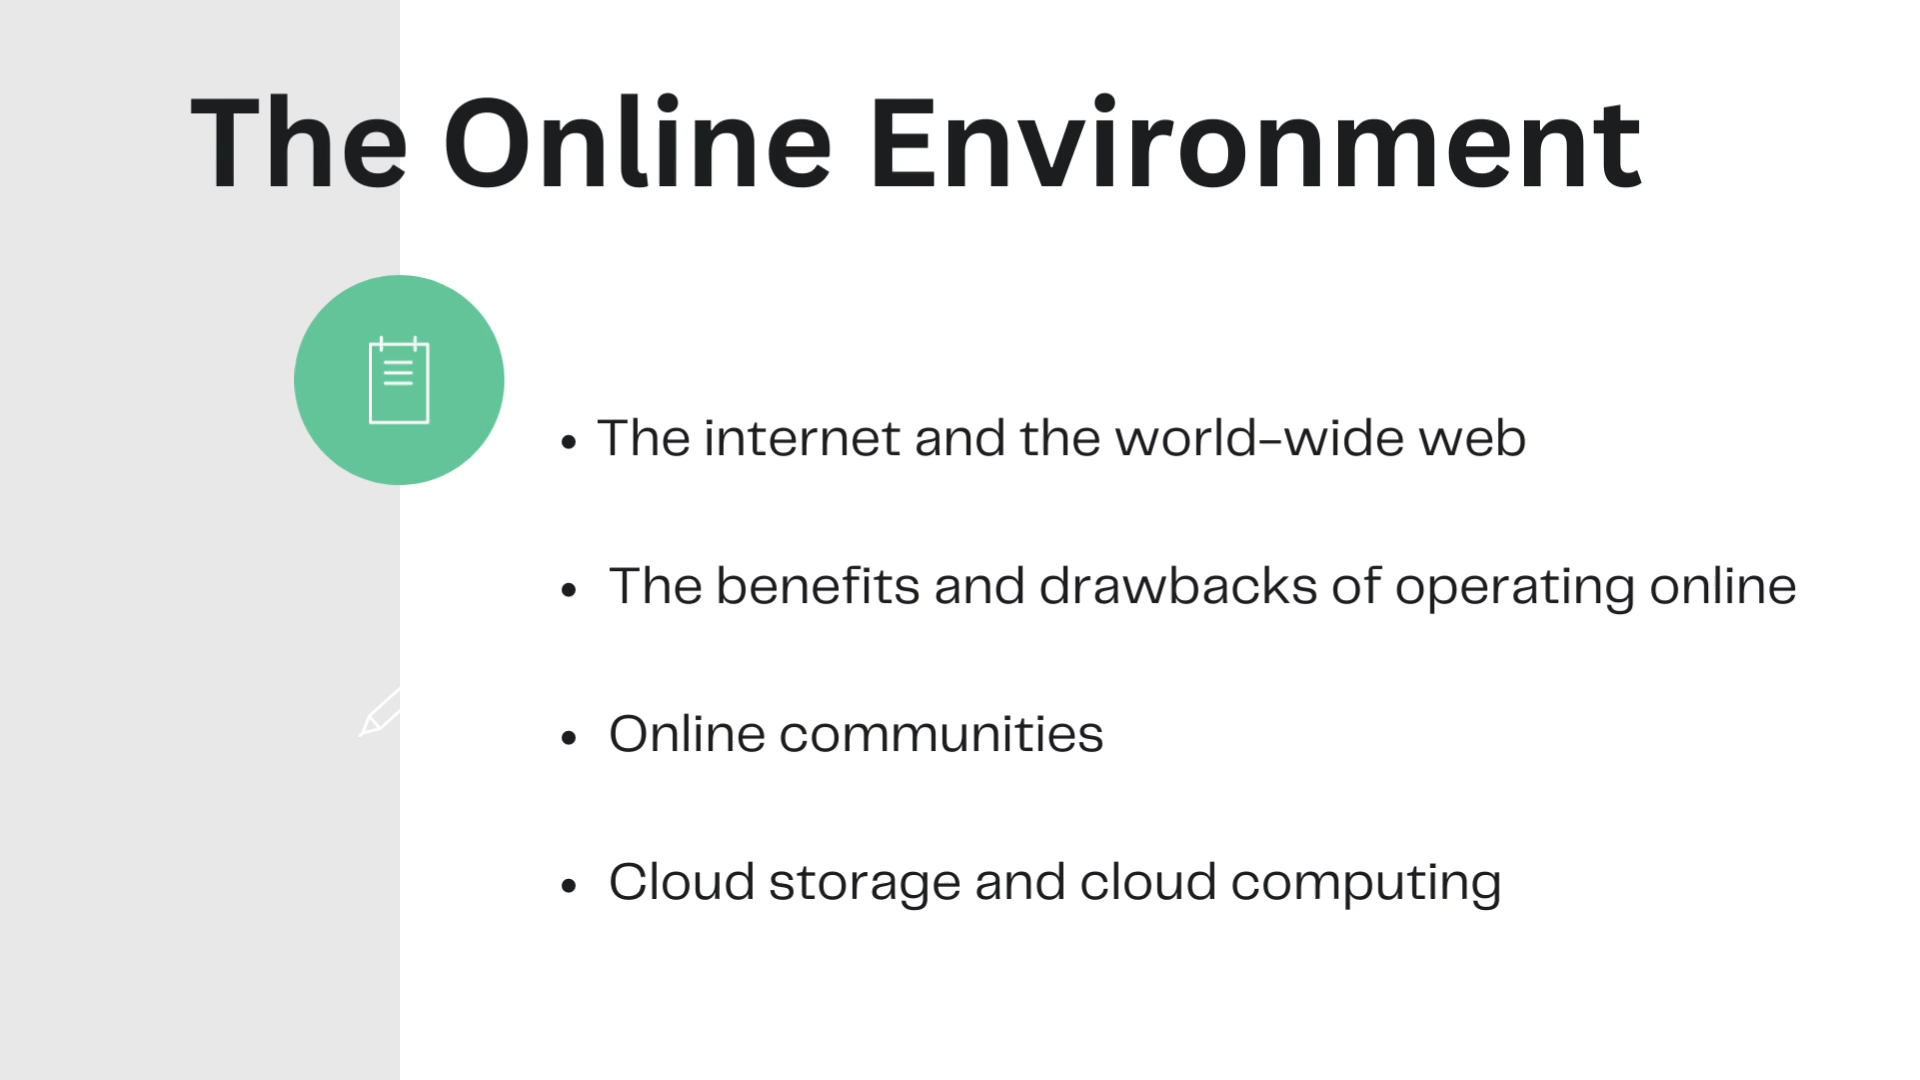 The Online Environment
• The internet and the world-wide web
• The benefits and drawbacks of operating online
• Online communities
• Cloud storage and cloud computing